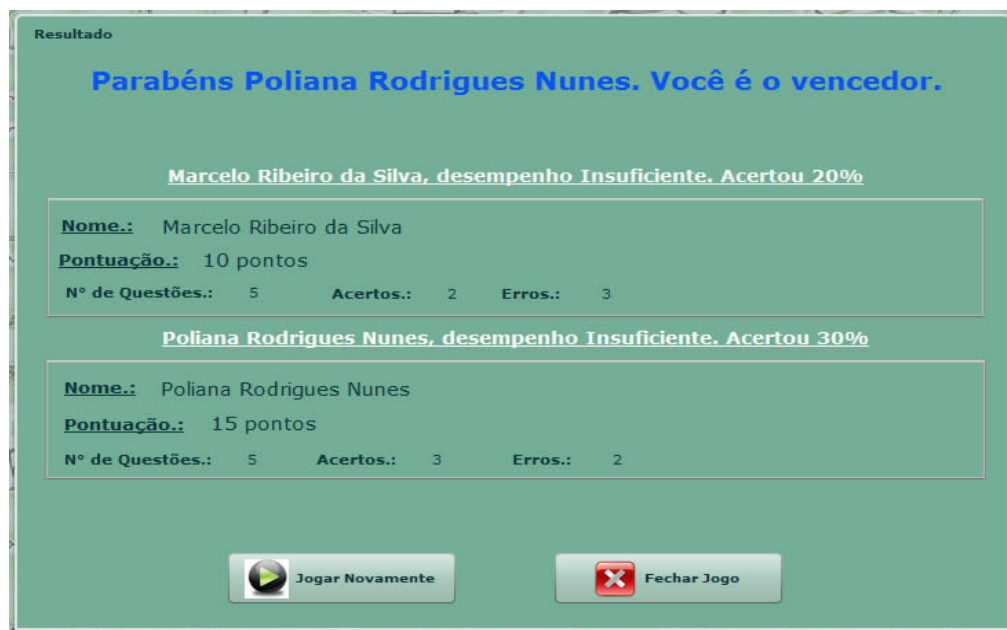 Resultado
Parabéns Poliana Rodrigues Nunes. Você é o vencedor.
Marcelo Ribeiro da Silva, desempenho Insuficiente. Acertou 20%
Nome.: Marcelo Ribeiro da Silva
Pontuação.: 10 pontos
N° de Questões.: 5 Acertos.: 2 Erros.: 3
Poliana Rodrigues Nunes, desempenho Insuficiente. Acertou 30%
Nome.: Poliana Rodrigues Nunes
Pontuação.: 15 pontos
N° de Questões.: 5 Acertos.: 3 Erros.: 2
Jogar Novamente Fechar Jogo